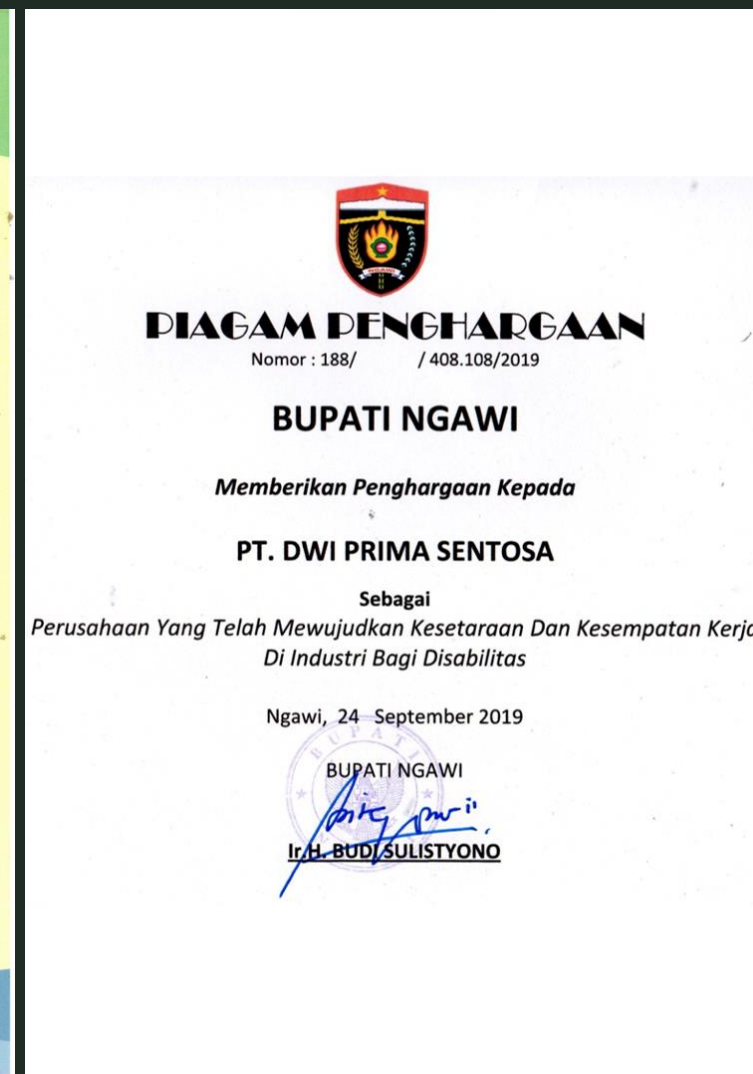 NGAWI
PIAGAM PENGHARGAAN
Nomor : 188/ / 408.108/2019
BUPATI NGAWI
Memberikan Penghargaan Kepada
PT. DWI PRIMA SENTOSA
Sebagai
Perusahaan Yang Telah Mewujudkan Kesetaraan Dan Kesempatan Kerja
Di Industri Bagi Disabilitas
Ngawi, 24 September 2019
BUPATI
BUPATI NGAWI
Ir.H. BUDI SULISTYONO